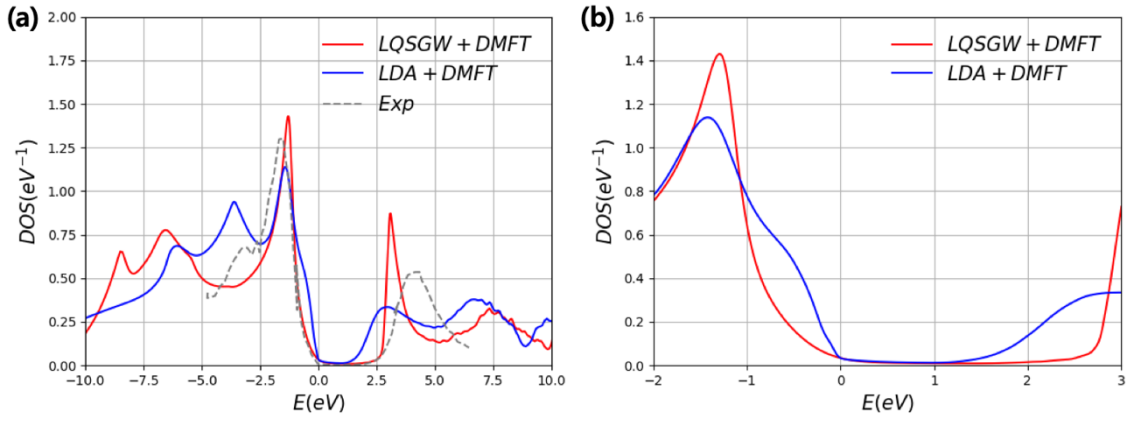 (a)
2.00
1.75
1.50
1.25
1.00
0.75
0.50
0.25
0.00
DOS(eV⁻¹)
LQSGW + DMFT
LDA + DMFT
Exp
−10.0 −7.5 −5.0 −2.5 0.0 2.5 5.0 7.5 10.0
E(eV)
(b)
1.6
1.4
1.2
1.0
0.8
0.6
0.4
0.2
0.0
DOS(eV⁻¹)
LQSGW + DMFT
LDA + DMFT
−2 −1 0 1 2 3
E(eV)